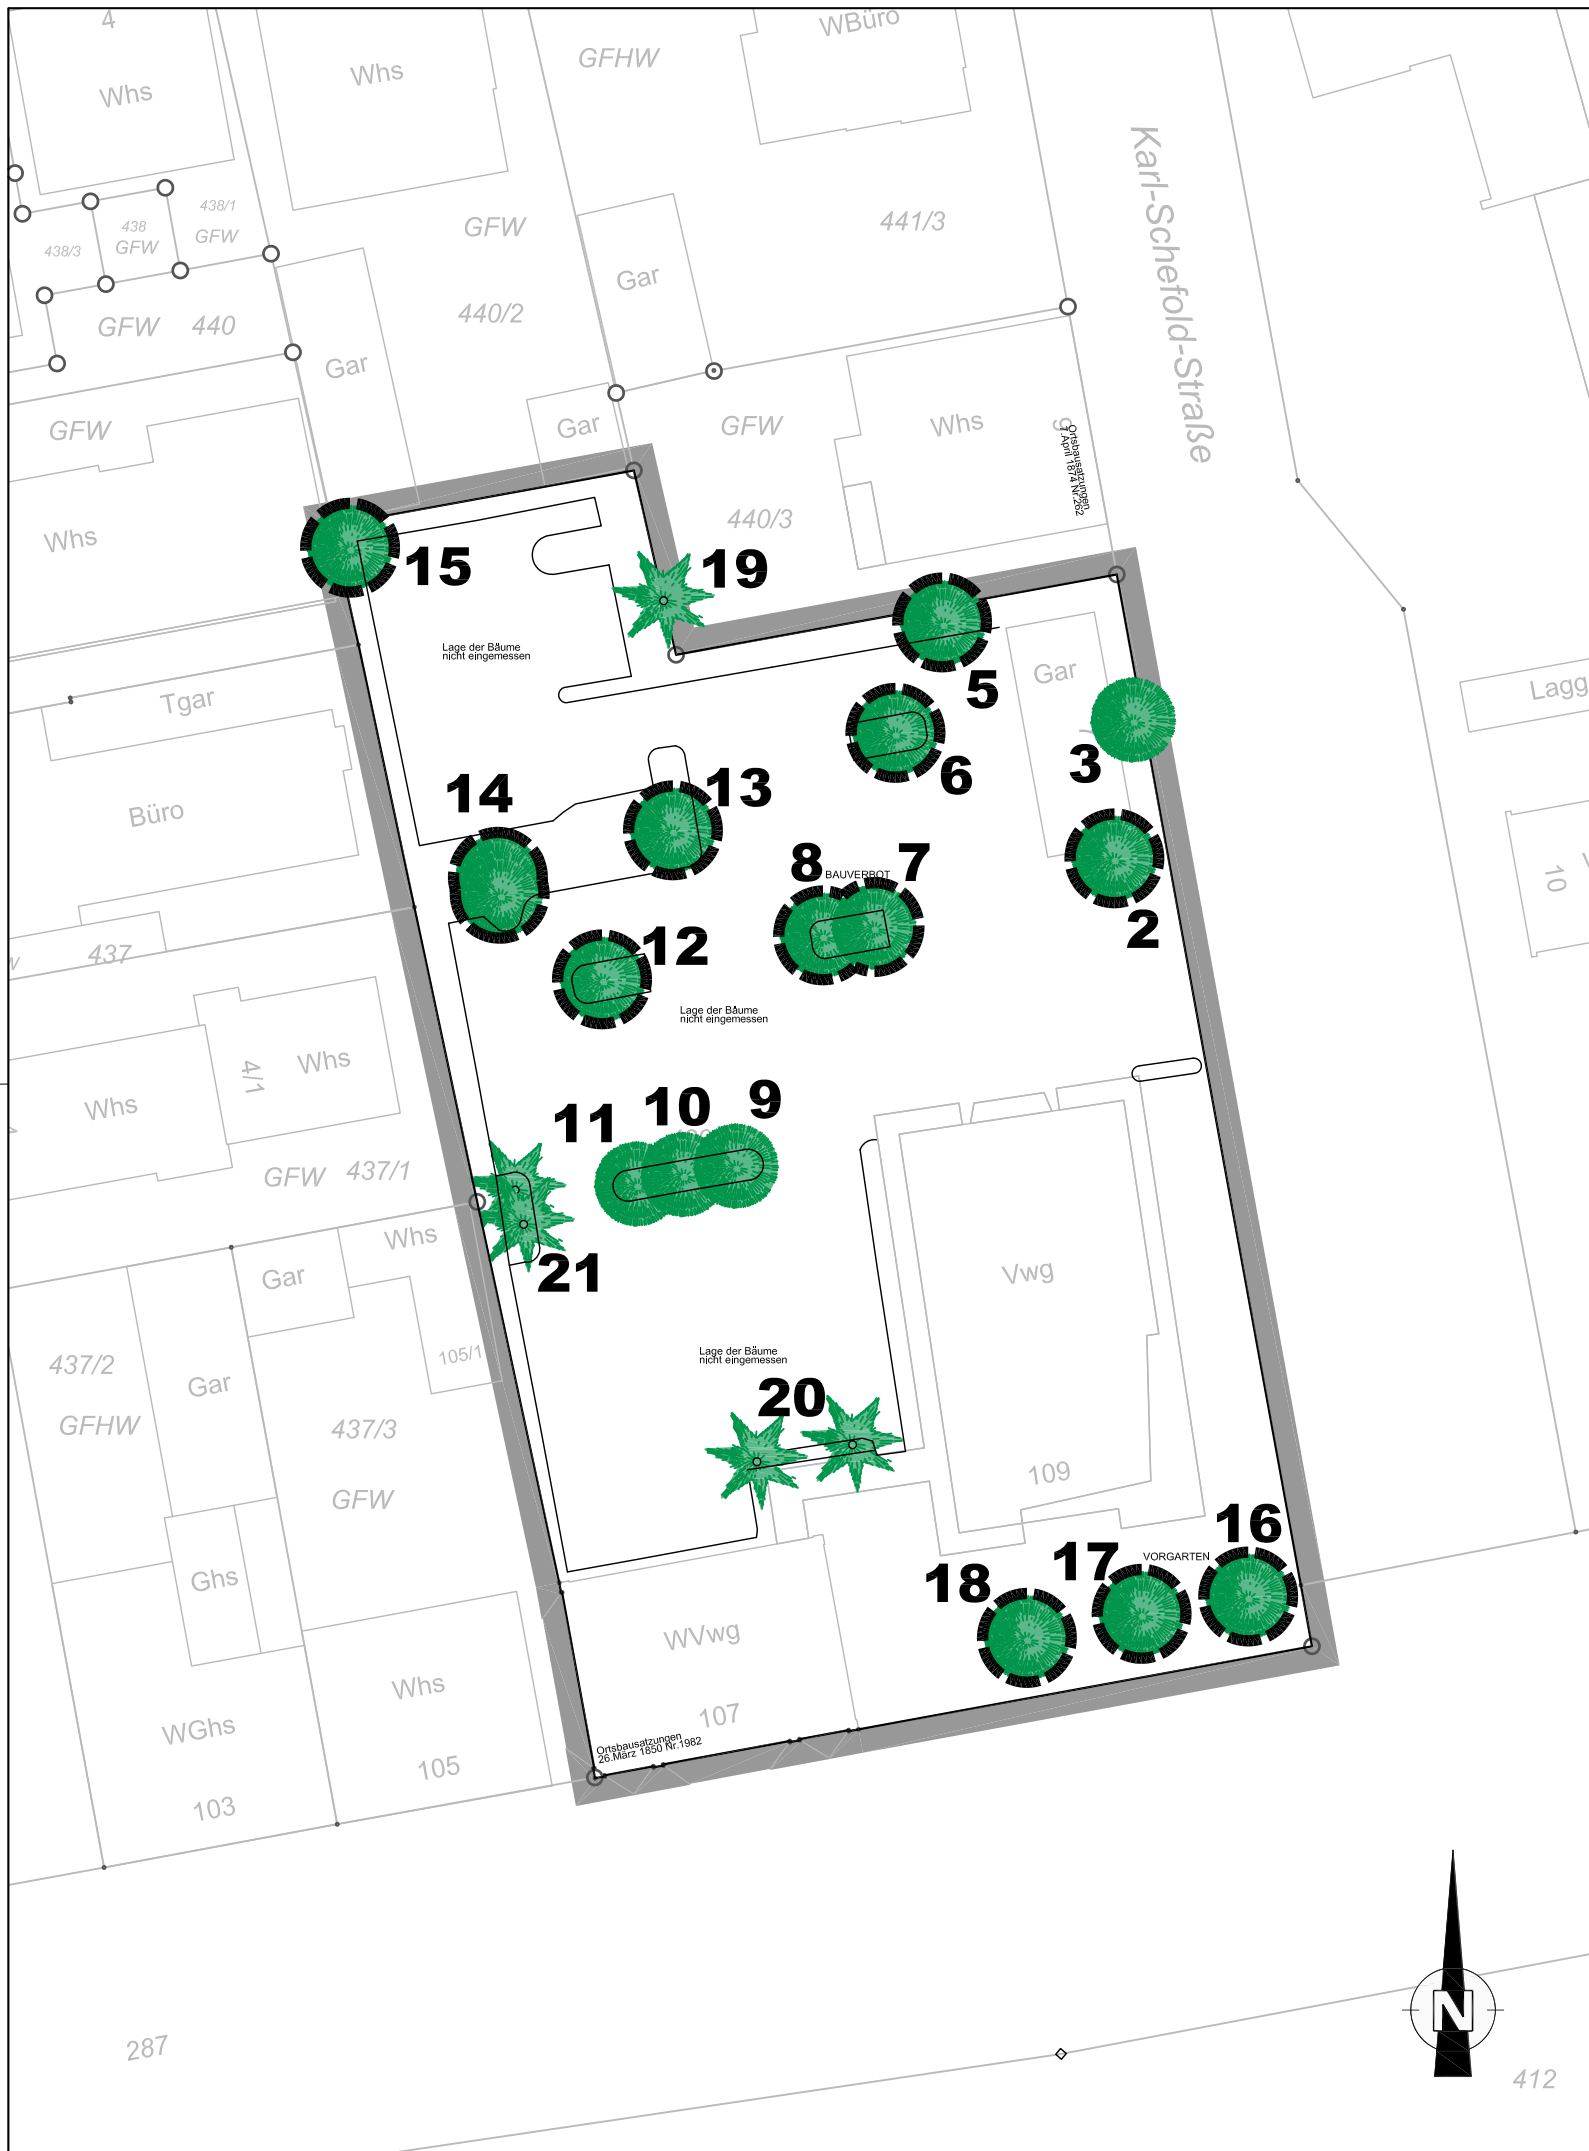 4
Whs
Whs
GFHW
WBüro
Karl-Schefold-Straße
438/3
438
GFW
438/1
GFW
GFW
440/2
Gar
441/3
GFW 440
Gar
GFW
Gar
GFW
Whs
9
Ortsbausatzungen
7.April 1874 Nr.262
440/3
Whs
15
19
Lage der Bäume
nicht eingemessen
5
Gar
7
Lagg
Tgar
6
3
14
13
Büro
8
BAUVERBOT
7
2
10
437
12
Lage der Bäume
nicht eingemessen
Whs
4/1
Whs
11
10
9
GFW 437/1
Whs
Gar
21
Vwg
437/2
Gar
105/1
Lage der Bäume
nicht eingemessen
GFHW
437/3
20
GFW
109
Ghs
16
17
VORGARTEN
18
WVwg
Whs
WGhs
107
Ortsbausatzungen
26.März 1850 Nr.1982
105
103
N
287
412